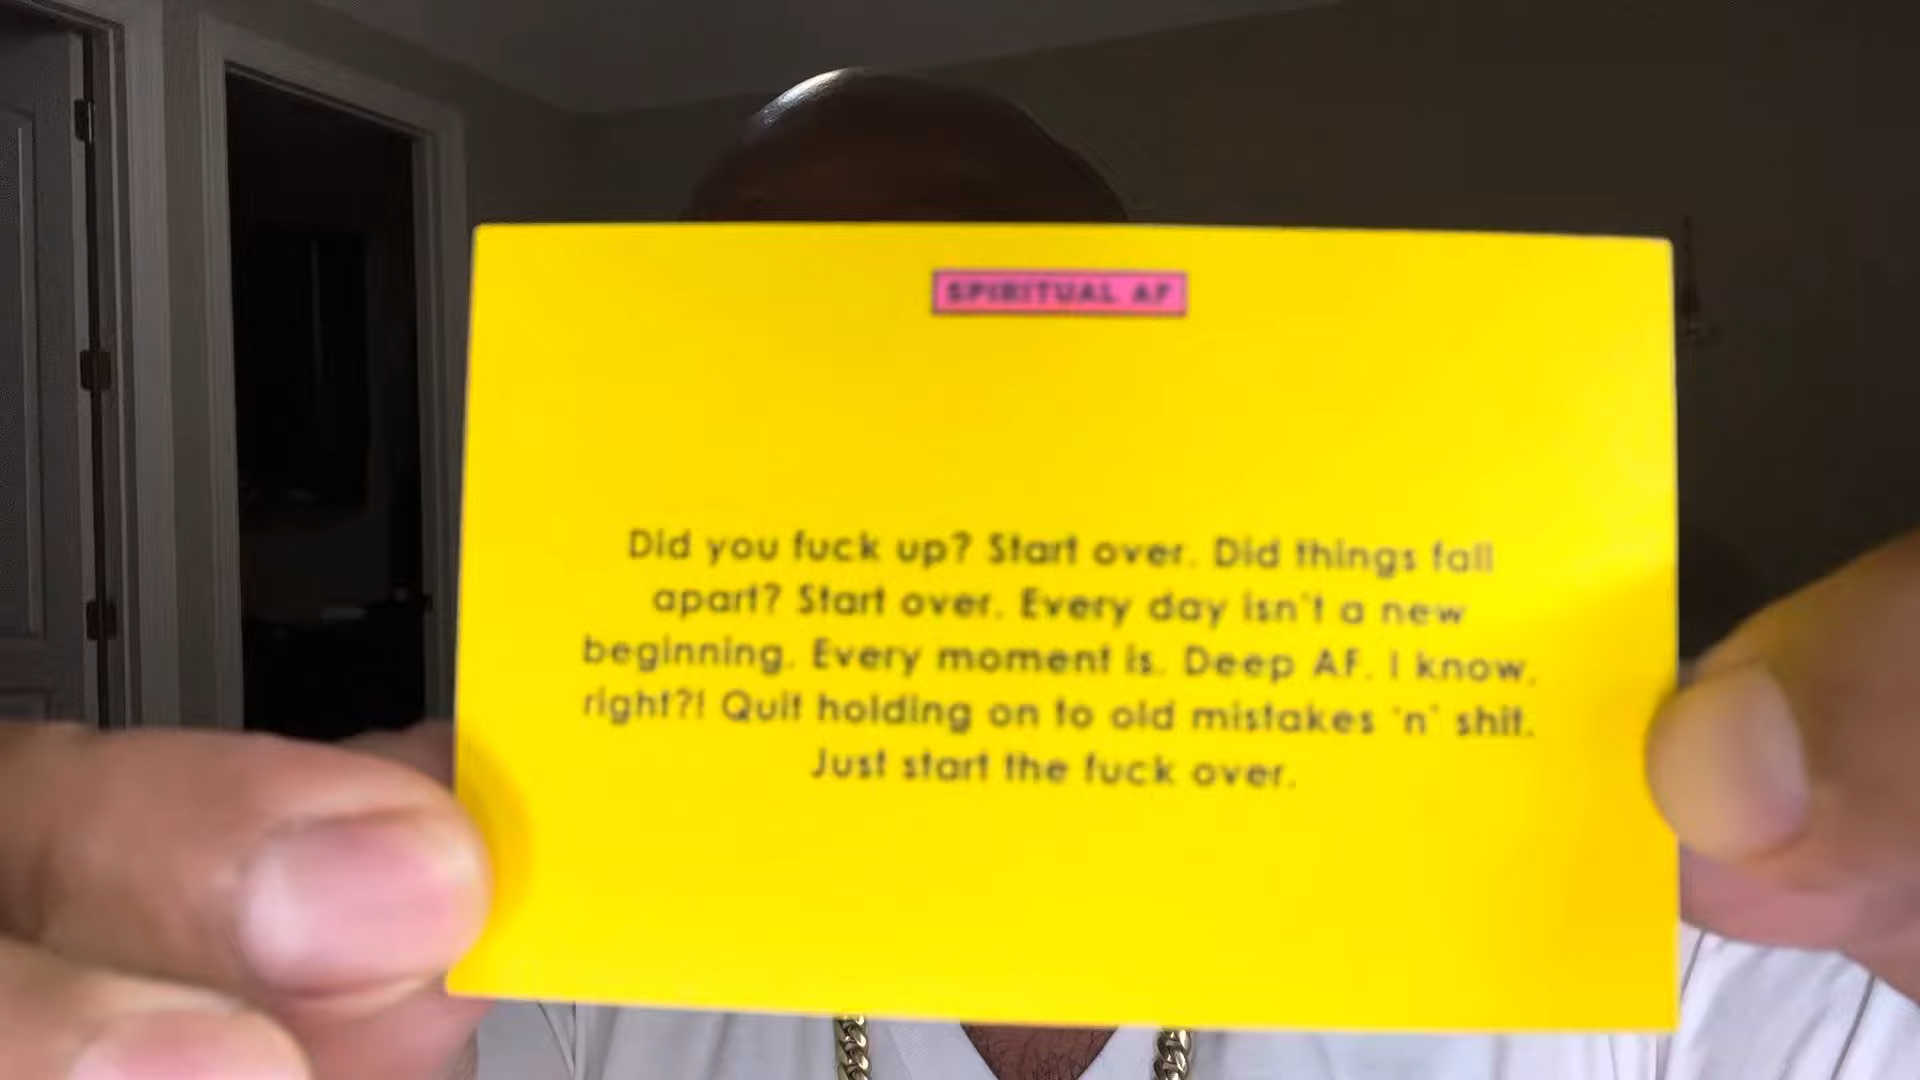 SPIRITUAL AF
Did you fuck up? Start over. Did things fall
apart? Start over. Every day isn't a new
beginning. Every moment is. Deep AF. I know,
right?! Quit holding on to old mistakes 'n' shit.
Just start the fuck over.